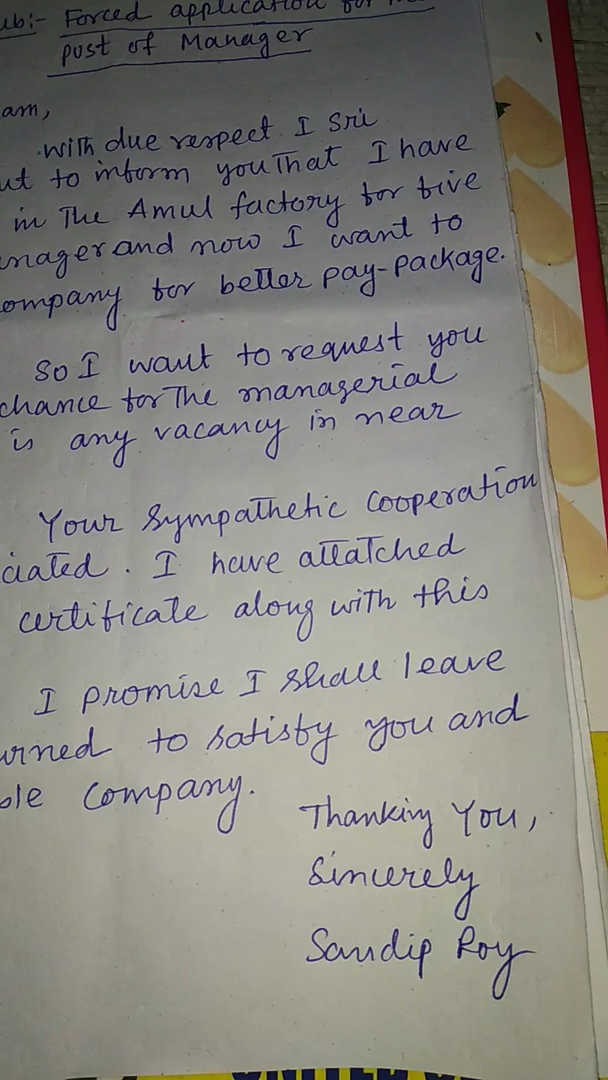 ub:- Forced application for
post of Manager
am,
with due respect I Sri
ut to inform you That I have
in The Amul factory for five
nager and now I want to
ompany for better pay-package.
So I want to request you
chance for The managerial
is any vacancy in near
Your Sympathetic Cooperation
ciated. I have attatched
certificate along with this
I promise I shall leave
urned to satisfy you and
ble Company.
Thanking You,
Sincerely
Sandip Roy